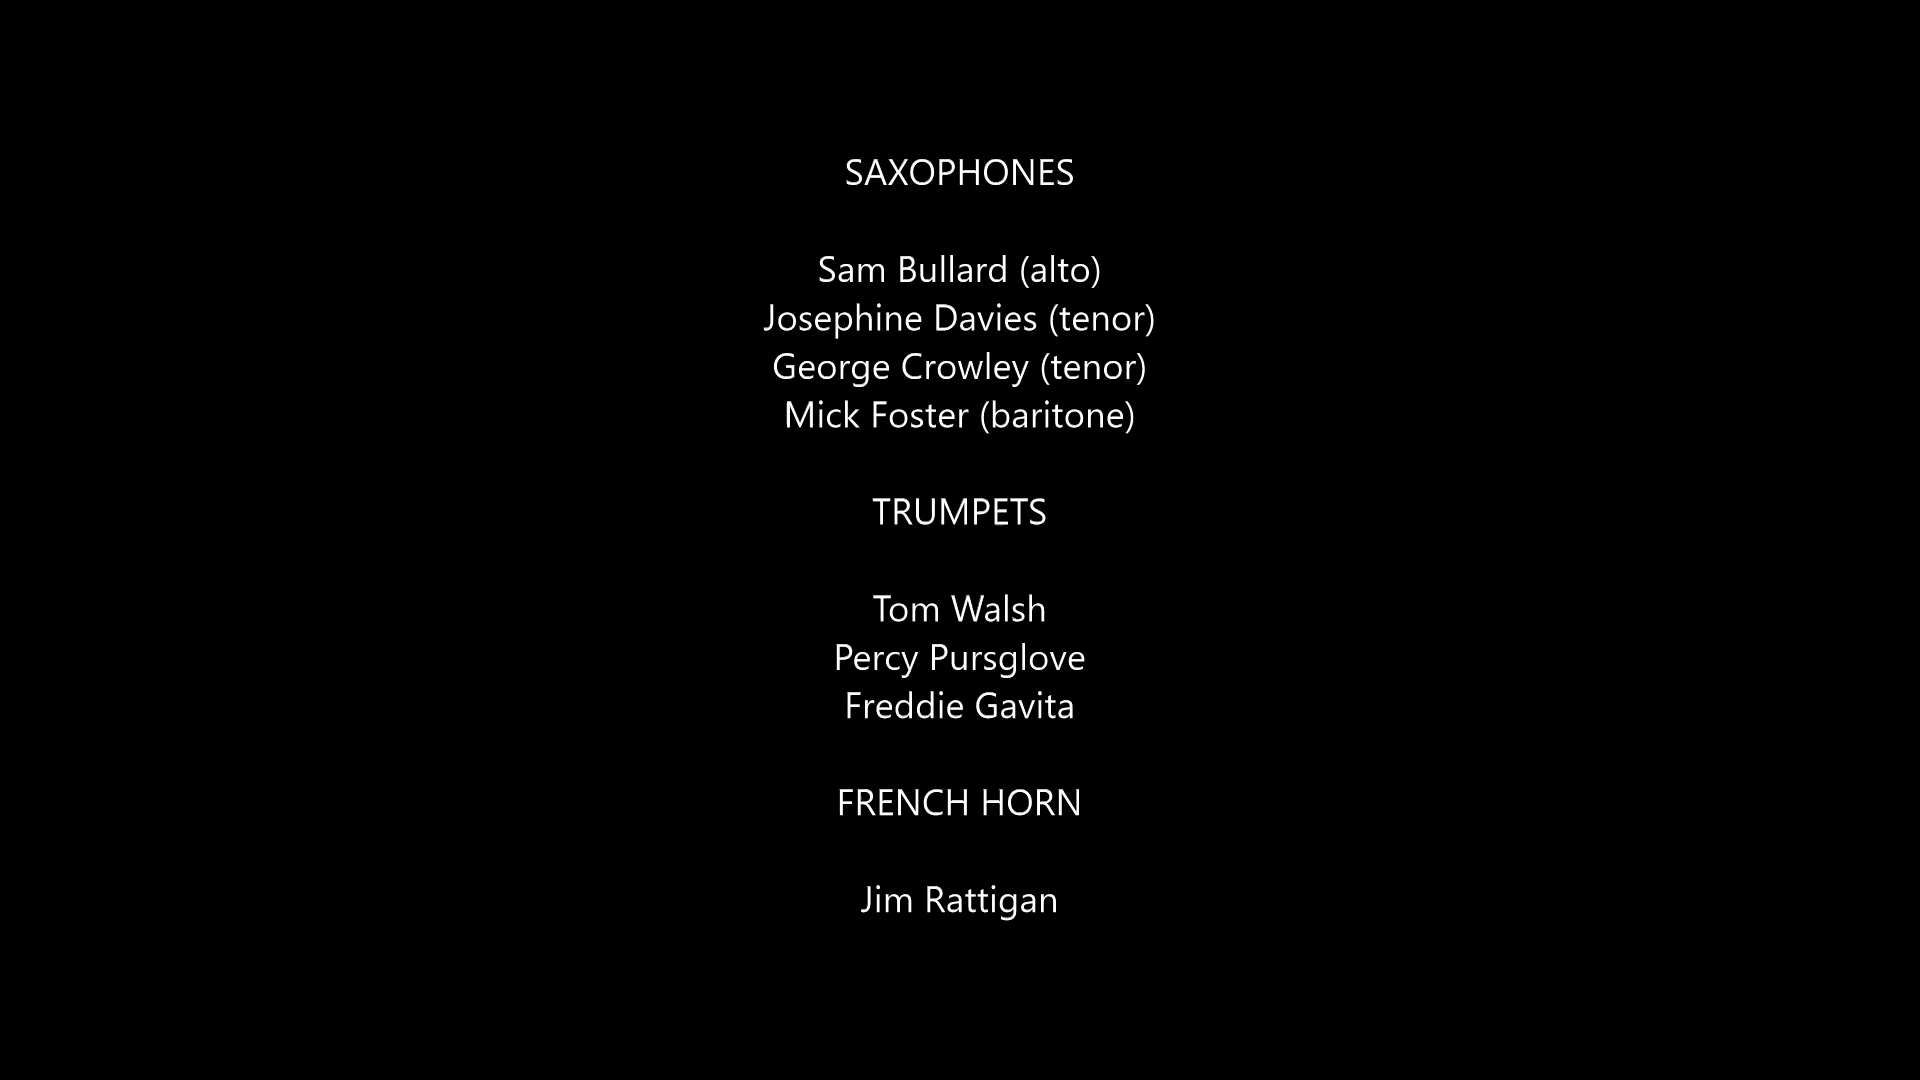 SAXOPHONES
Sam Bullard (alto)
Josephine Davies (tenor)
George Crowley (tenor)
Mick Foster (baritone)
TRUMPETS
Tom Walsh
Percy Pursglove
Freddie Gavita
FRENCH HORN
Jim Rattigan